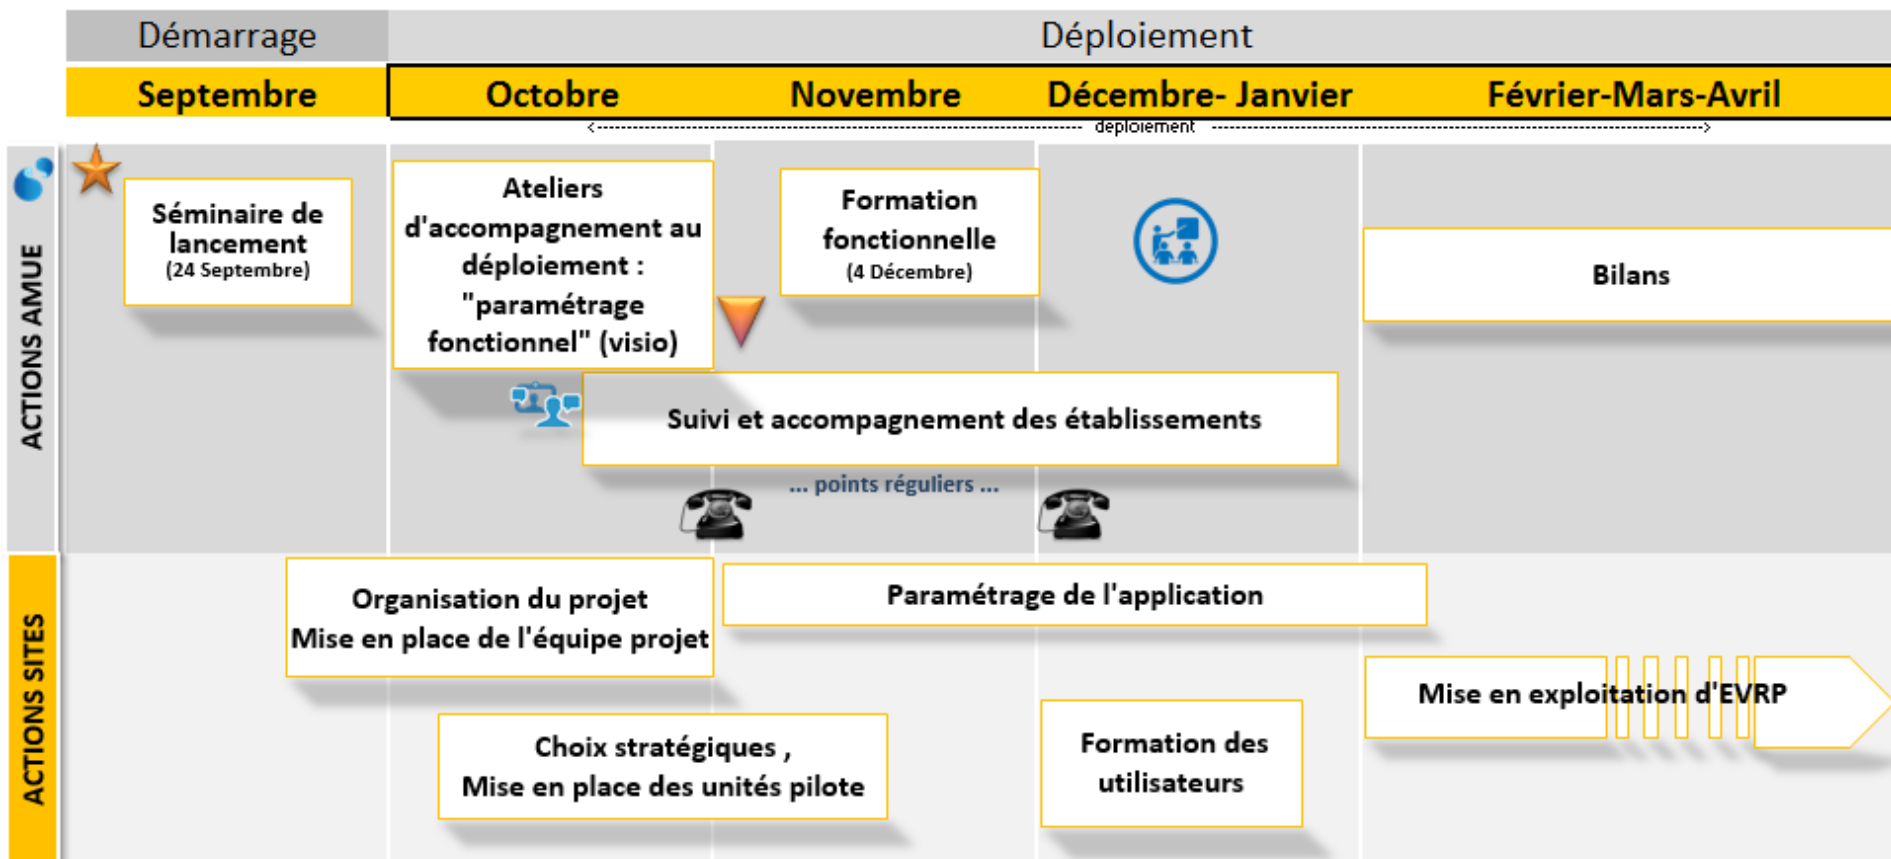 Démarrage
Déploiement
Septembre
Octobre
Novembre
Décembre- Janvier
Février-Mars-Avril
deploiement
ACTIONS AMUE
Séminaire de
lancement
(24 Septembre)
Ateliers
d'accompagnement au
déploiement :
"paramétrage
fonctionnel" (visio)
Formation
fonctionnelle
(4 Décembre)
Bilans
Suivi et accompagnement des établissements
... points réguliers ...
ACTIONS SITES
Organisation du projet
Mise en place de l'équipe projet
Paramétrage de l'application
Mise en exploitation d'EVRP
Choix stratégiques ,
Mise en place des unités pilote
Formation des
utilisateurs